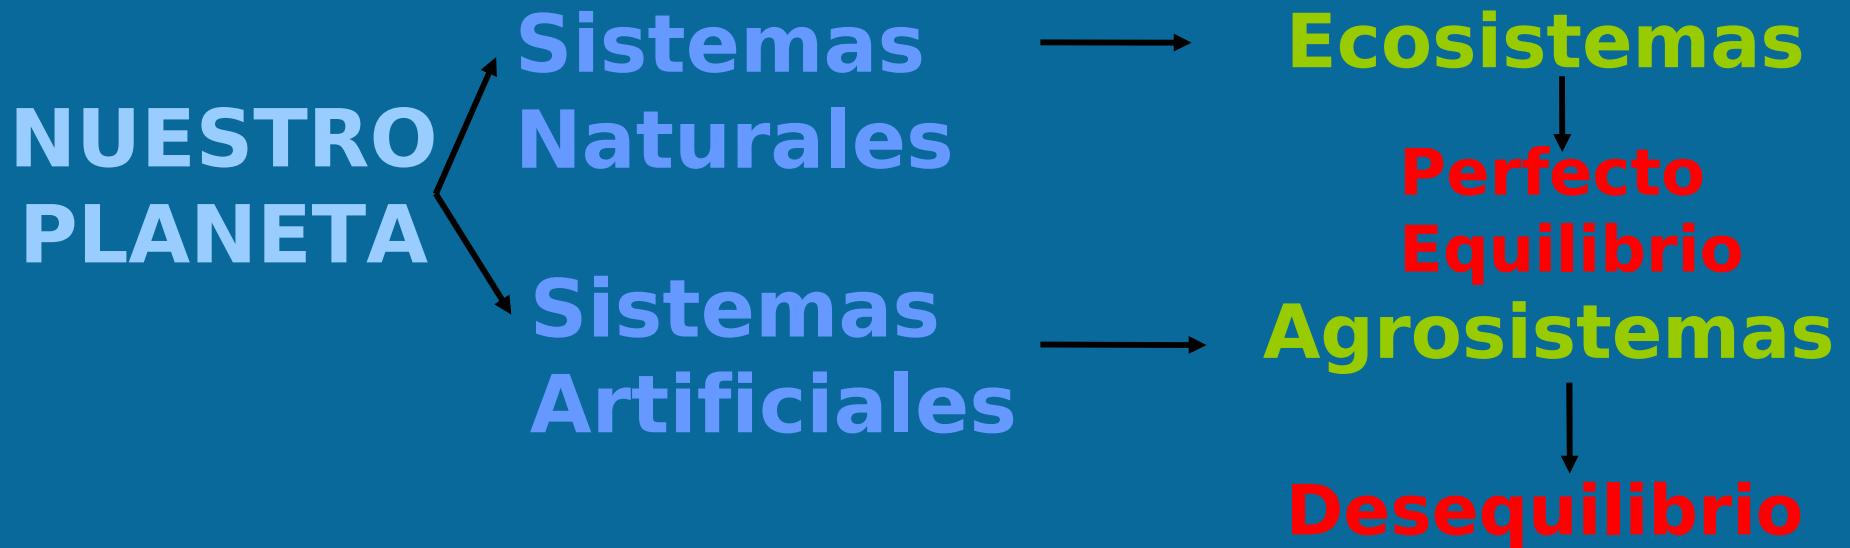 NUESTRO
PLANETA
Sistemas
Naturales
Ecosistemas
Perfecto
Equilibrio
Sistemas
Artificiales
Agrosistemas
Desequilibrio